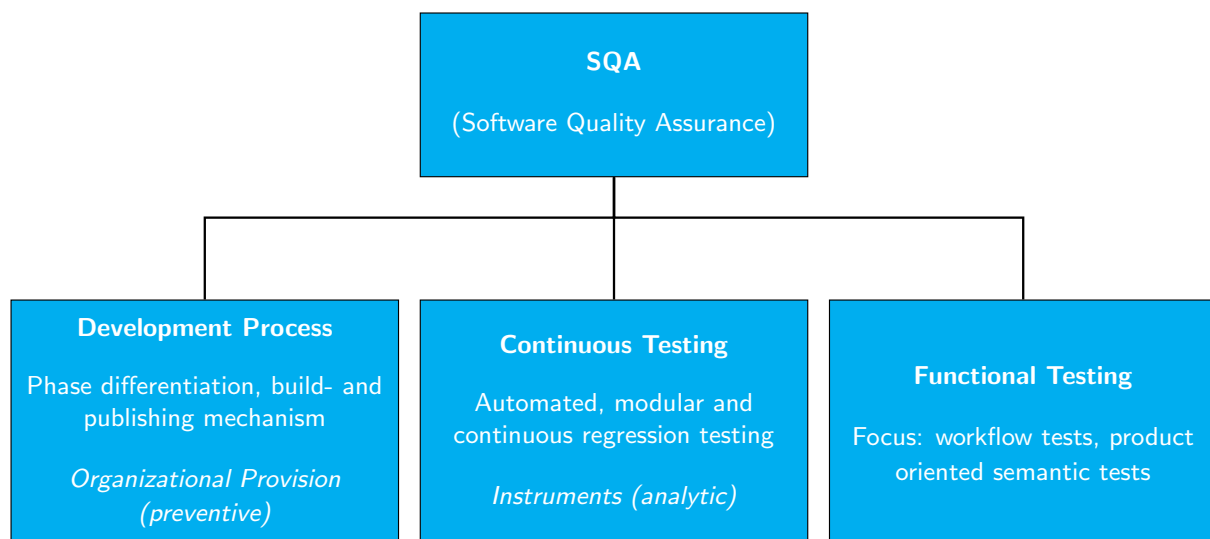 SQA
(Software Quality Assurance)
Development Process
Phase differentiation, build- and
publishing mechanism
Organizational Provision
(preventive)
Continuous Testing
Automated, modular and
continuous regression testing
Instruments (analytic)
Functional Testing
Focus: workflow tests, product
oriented semantic tests